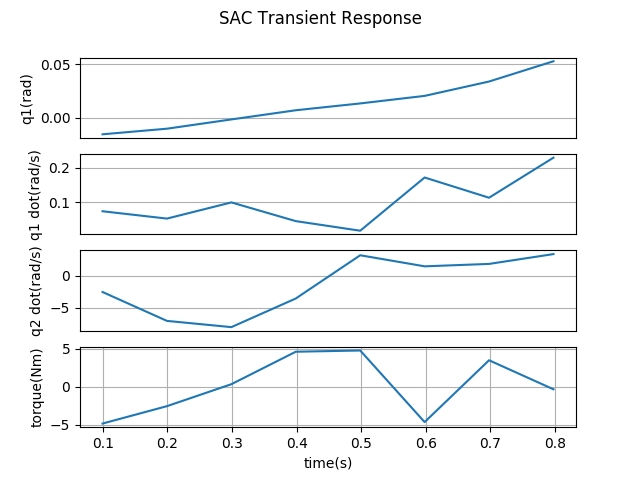 SAC Transient Response
0.05
0.00
q1(rad)
0.2
0.1
q1 dot(rad/s)
0
−5
q2 dot(rad/s)
5
0
−5
torque(Nm)
0.1 0.2 0.3 0.4 0.5 0.6 0.7 0.8
time(s)